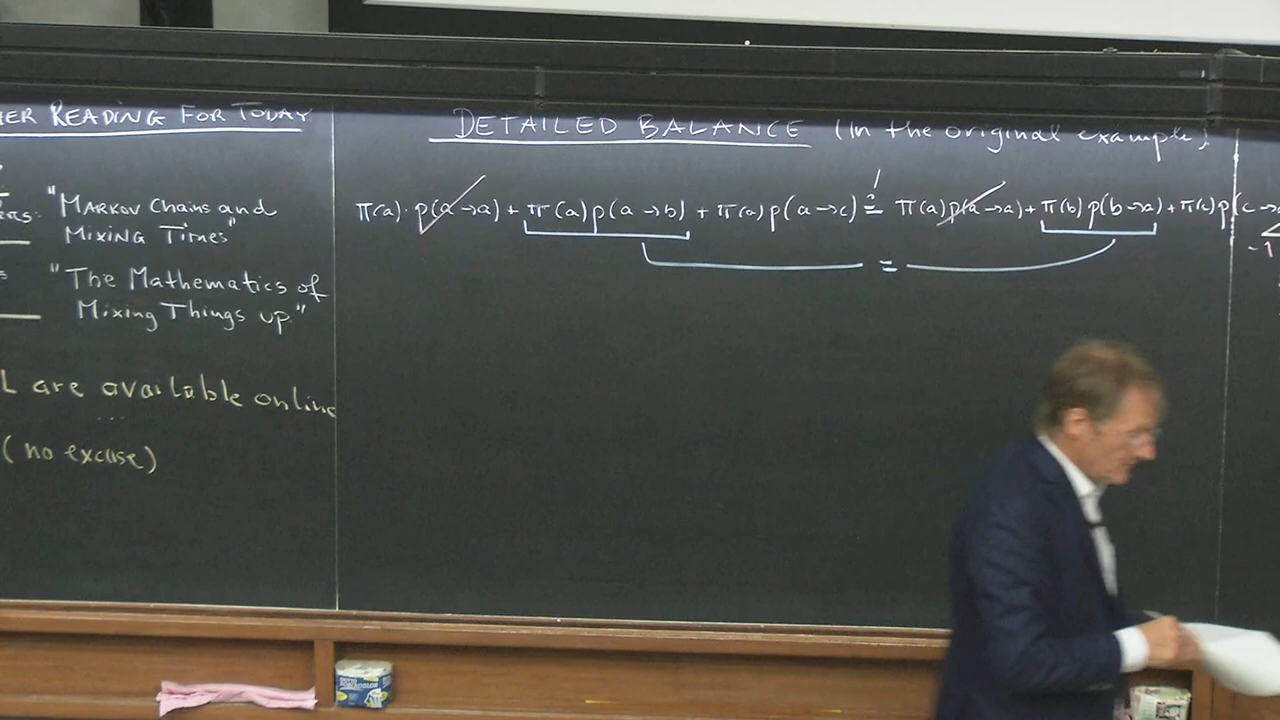 READING FOR TODAY
"MARKOV Chains and
MIXING TIMES"
"The Mathematics of
Mixing Things up."
L are available online
...
(no excuse)
DETAILED BALANCE (in the original example)
π(a)·p(a→a) + π(a)p(a→b) + π(a)p(a→c) ≟ π(a)p(a→a) + π(b)p(b→a) + π(c)p(c→
=
-1